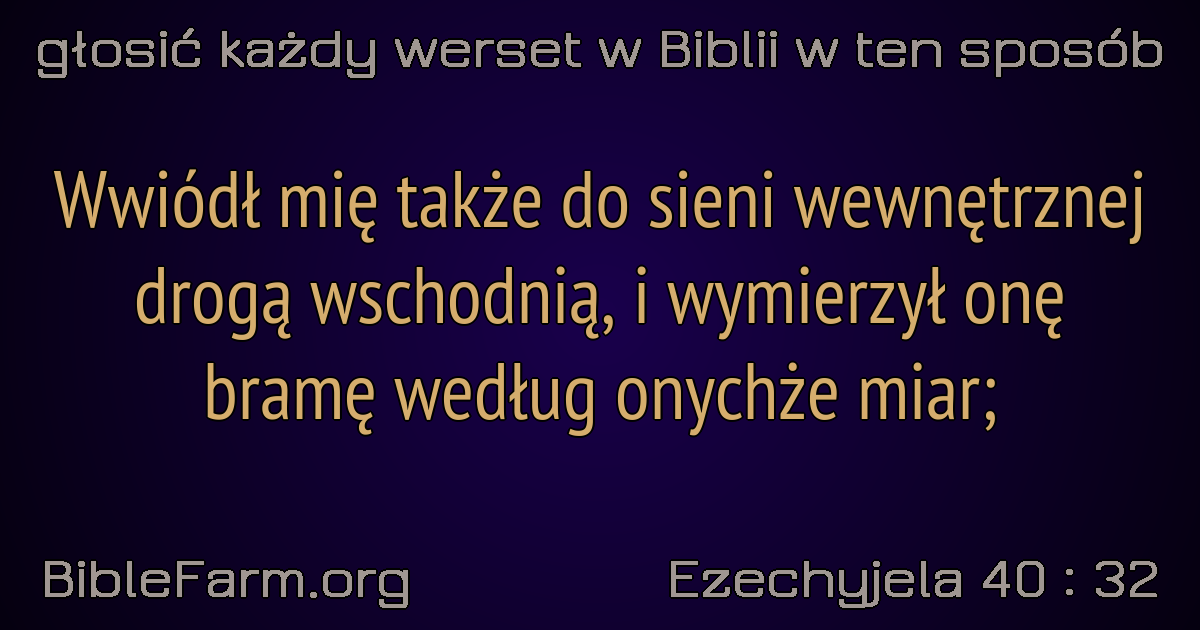 głosić każdy werset w Biblii w ten sposób
Wwiódł mię także do sieni wewnętrznej
drogą wschodnią, i wymierzył onę
bramę według onychże miar;
BibleFarm.org
Ezechyjela 40 : 32